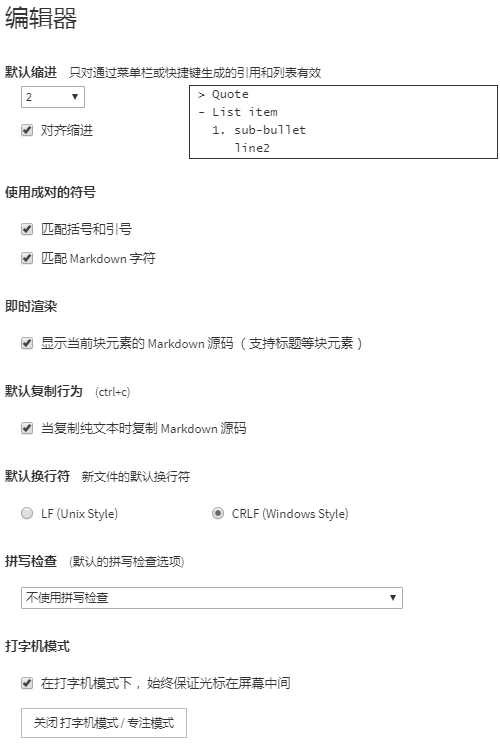 编辑器
默认缩进 只对通过菜单栏或快捷键生成的引用和列表有效
2
对齐缩进
> Quote
- List item
1. sub-bullet
line2
使用成对的符号
匹配括号和引号
匹配 Markdown 字符
即时渲染
显示当前块元素的 Markdown 源码（支持标题等块元素）
默认复制行为 (ctrl+c)
当复制纯文本时复制 Markdown 源码
默认换行符 新文件的默认换行符
LF (Unix Style) CRLF (Windows Style)
拼写检查 (默认的拼写检查选项)
不使用拼写检查
打字机模式
在打字机模式下，始终保证光标在屏幕中间
关闭 打字机模式 / 专注模式